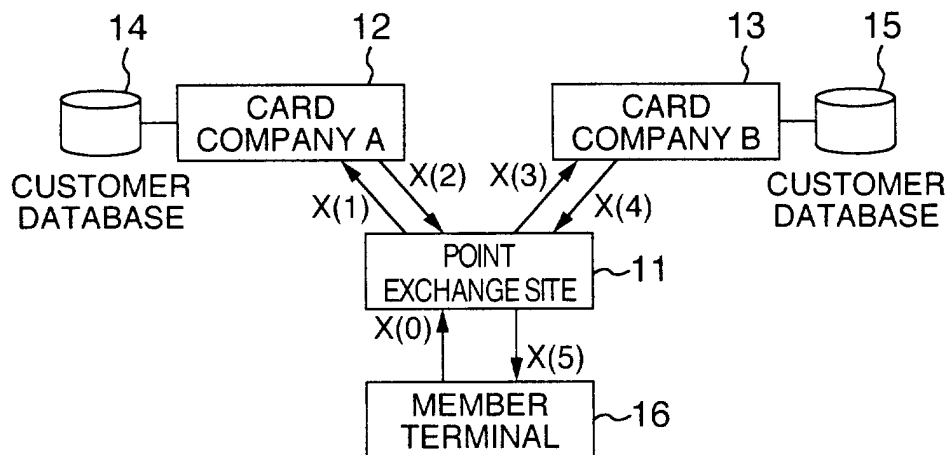 14
12
13
15
CARD
COMPANY A
CARD
COMPANY B
CUSTOMER
DATABASE
CUSTOMER
DATABASE
X(1)
X(2)
X(3)
X(4)
POINT
EXCHANGE SITE
11
X(0)
X(5)
MEMBER
TERMINAL
16